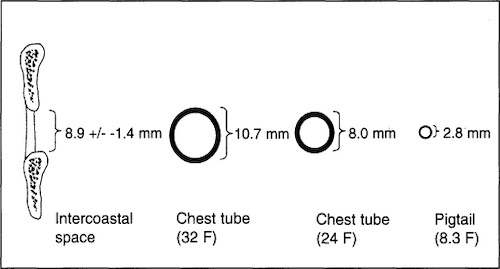 8.9 +/- -1.4 mm
10.7 mm
8.0 mm
2.8 mm
Intercoastal
space
Chest tube
(32 F)
Chest tube
(24 F)
Pigtail
(8.3 F)